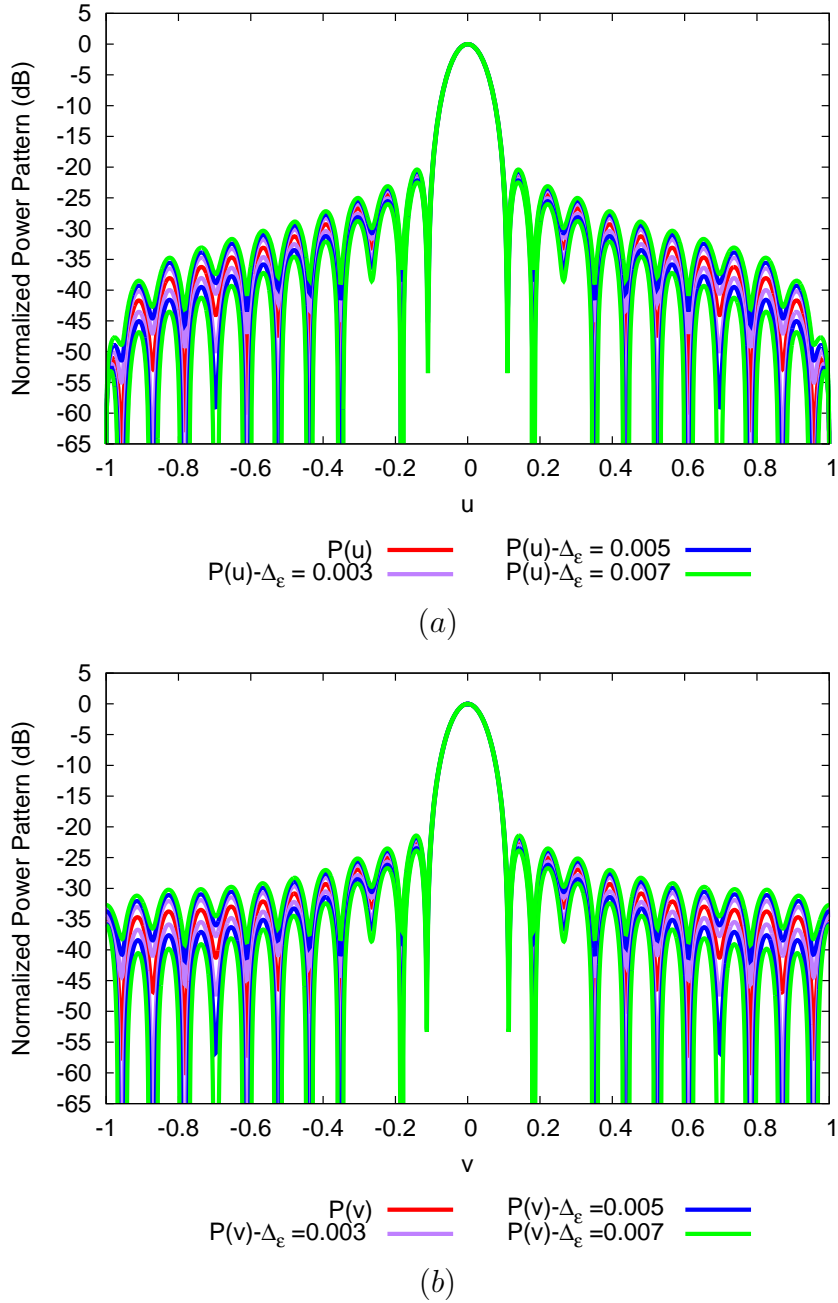 5
0
-5
-10
-15
-20
-25
-30
-35
-40
-45
-50
-55
-60
-65
Normalized Power Pattern (dB)
-1 -0.8 -0.6 -0.4 -0.2 0 0.2 0.4 0.6 0.8 1
u
P(u) P(u)-Δε = 0.005
P(u)-Δε = 0.003 P(u)-Δε = 0.007
(a)
5
0
-5
-10
-15
-20
-25
-30
-35
-40
-45
-50
-55
-60
-65
Normalized Power Pattern (dB)
-1 -0.8 -0.6 -0.4 -0.2 0 0.2 0.4 0.6 0.8 1
v
P(v) P(v)-Δε =0.005
P(v)-Δε =0.003 P(v)-Δε =0.007
(b)